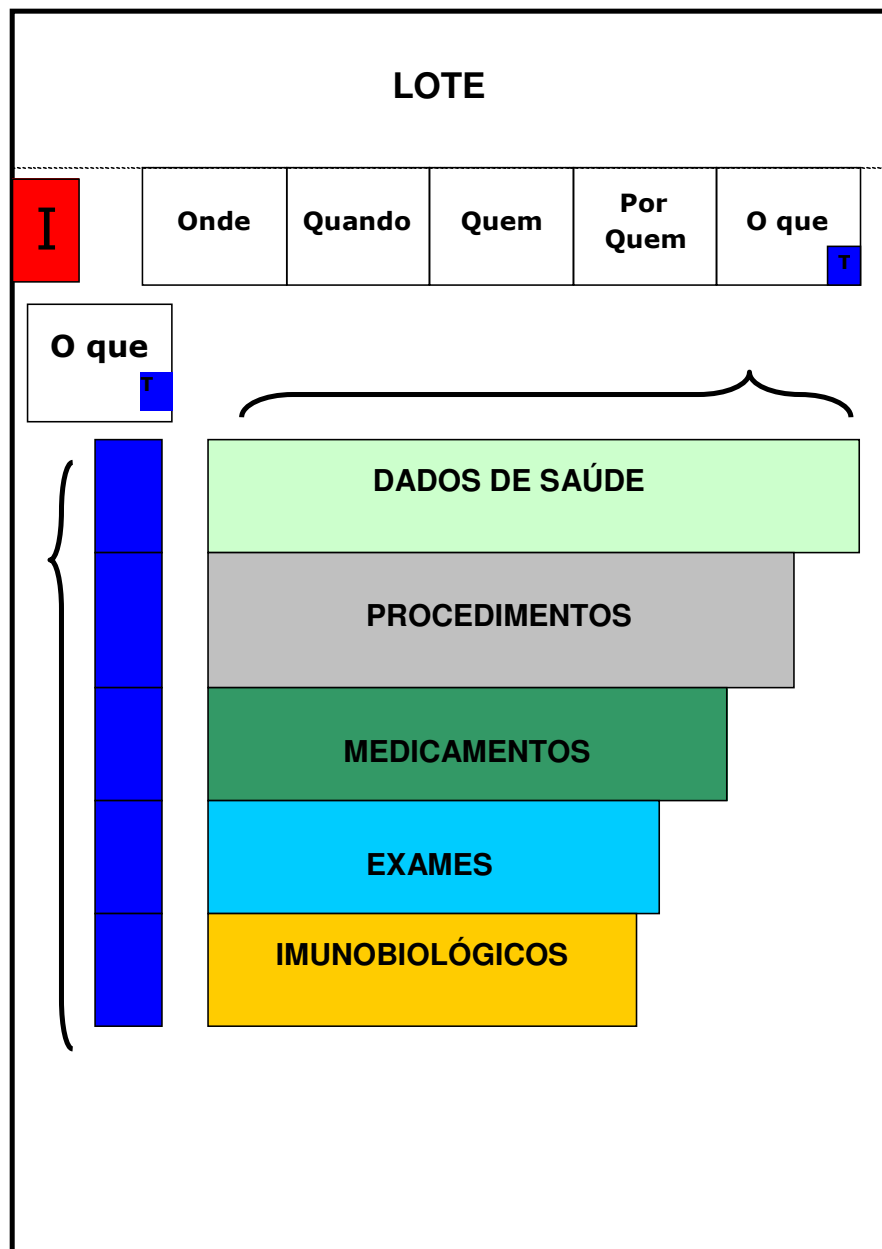 LOTE
I
Onde
Quando
Quem
Por
Quem
O que
T
O que
T
DADOS DE SAÚDE
PROCEDIMENTOS
MEDICAMENTOS
EXAMES
IMUNOBIOLÓGICOS